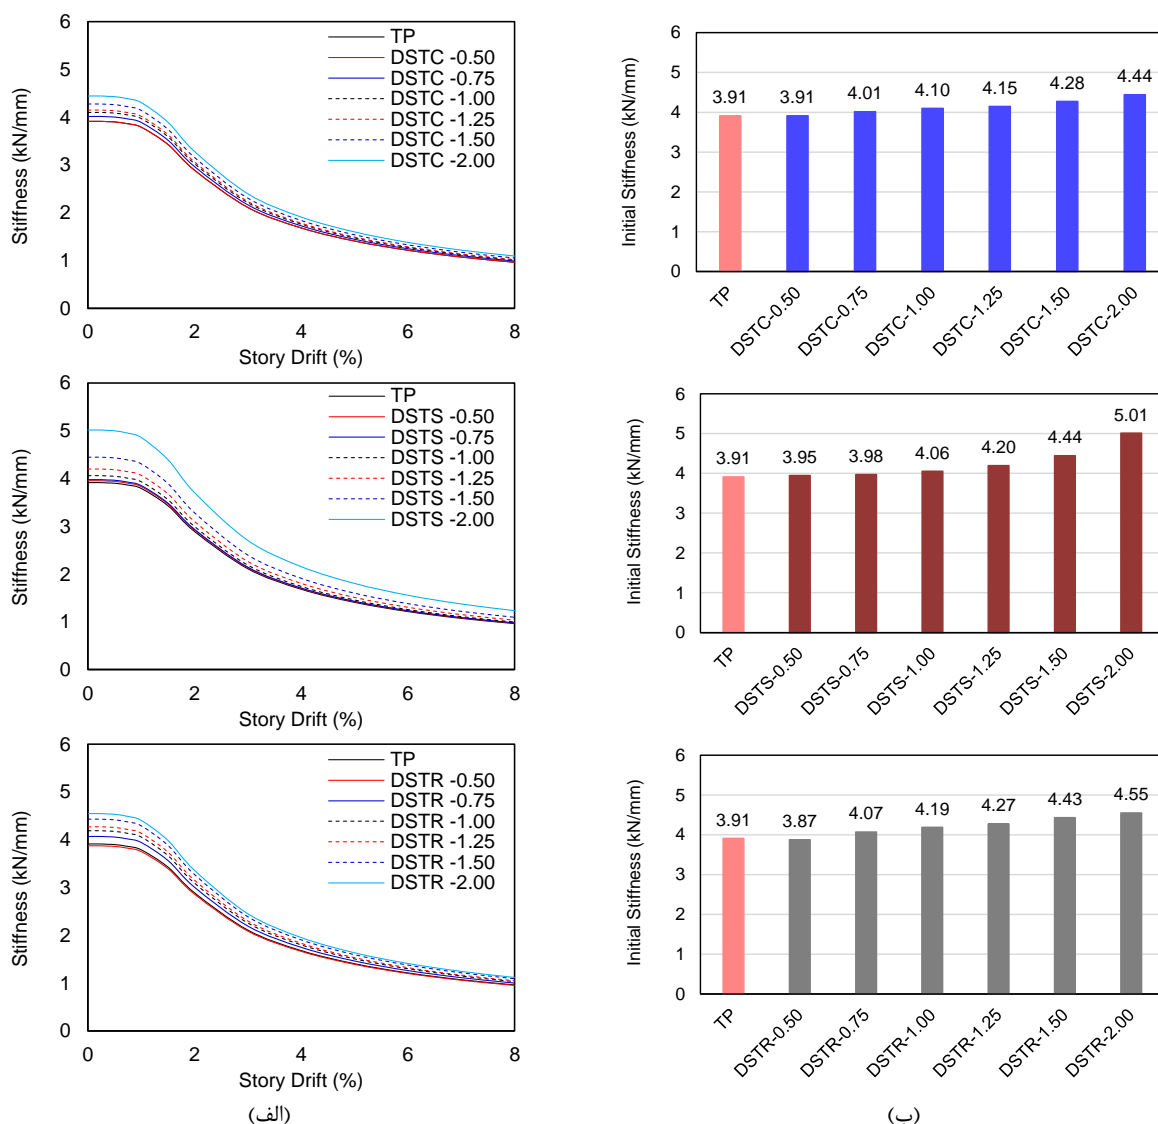 6
5
4
3
2
1
0
Stiffness (kN/mm)
0 2 4 6 8
Story Drift (%)
TP
DSTC -0.50
DSTC -0.75
DSTC -1.00
DSTC -1.25
DSTC -1.50
DSTC -2.00
6
5
4
3
2
1
0
Initial Stiffness (kN/mm)
3.91 3.91 4.01 4.10 4.15 4.28 4.44
TP DSTC-0.50 DSTC-0.75 DSTC-1.00 DSTC-1.25 DSTC-1.50 DSTC-2.00
6
5
4
3
2
1
0
Stiffness (kN/mm)
0 2 4 6 8
Story Drift (%)
TP
DSTS -0.50
DSTS -0.75
DSTS -1.00
DSTS -1.25
DSTS -1.50
DSTS -2.00
6
5
4
3
2
1
0
Initial Stiffness (kN/mm)
3.91 3.95 3.98 4.06 4.20 4.44 5.01
TP DSTS-0.50 DSTS-0.75 DSTS-1.00 DSTS-1.25 DSTS-1.50 DSTS-2.00
6
5
4
3
2
1
0
Stiffness (kN/mm)
0 2 4 6 8
Story Drift (%)
TP
DSTR -0.50
DSTR -0.75
DSTR -1.00
DSTR -1.25
DSTR -1.50
DSTR -2.00
6
5
4
3
2
1
0
Initial Stiffness (kN/mm)
3.91 3.87 4.07 4.19 4.27 4.43 4.55
TP DSTR-0.50 DSTR-0.75 DSTR-1.00 DSTR-1.25 DSTR-1.50 DSTR-2.00
(الف)
(ب)